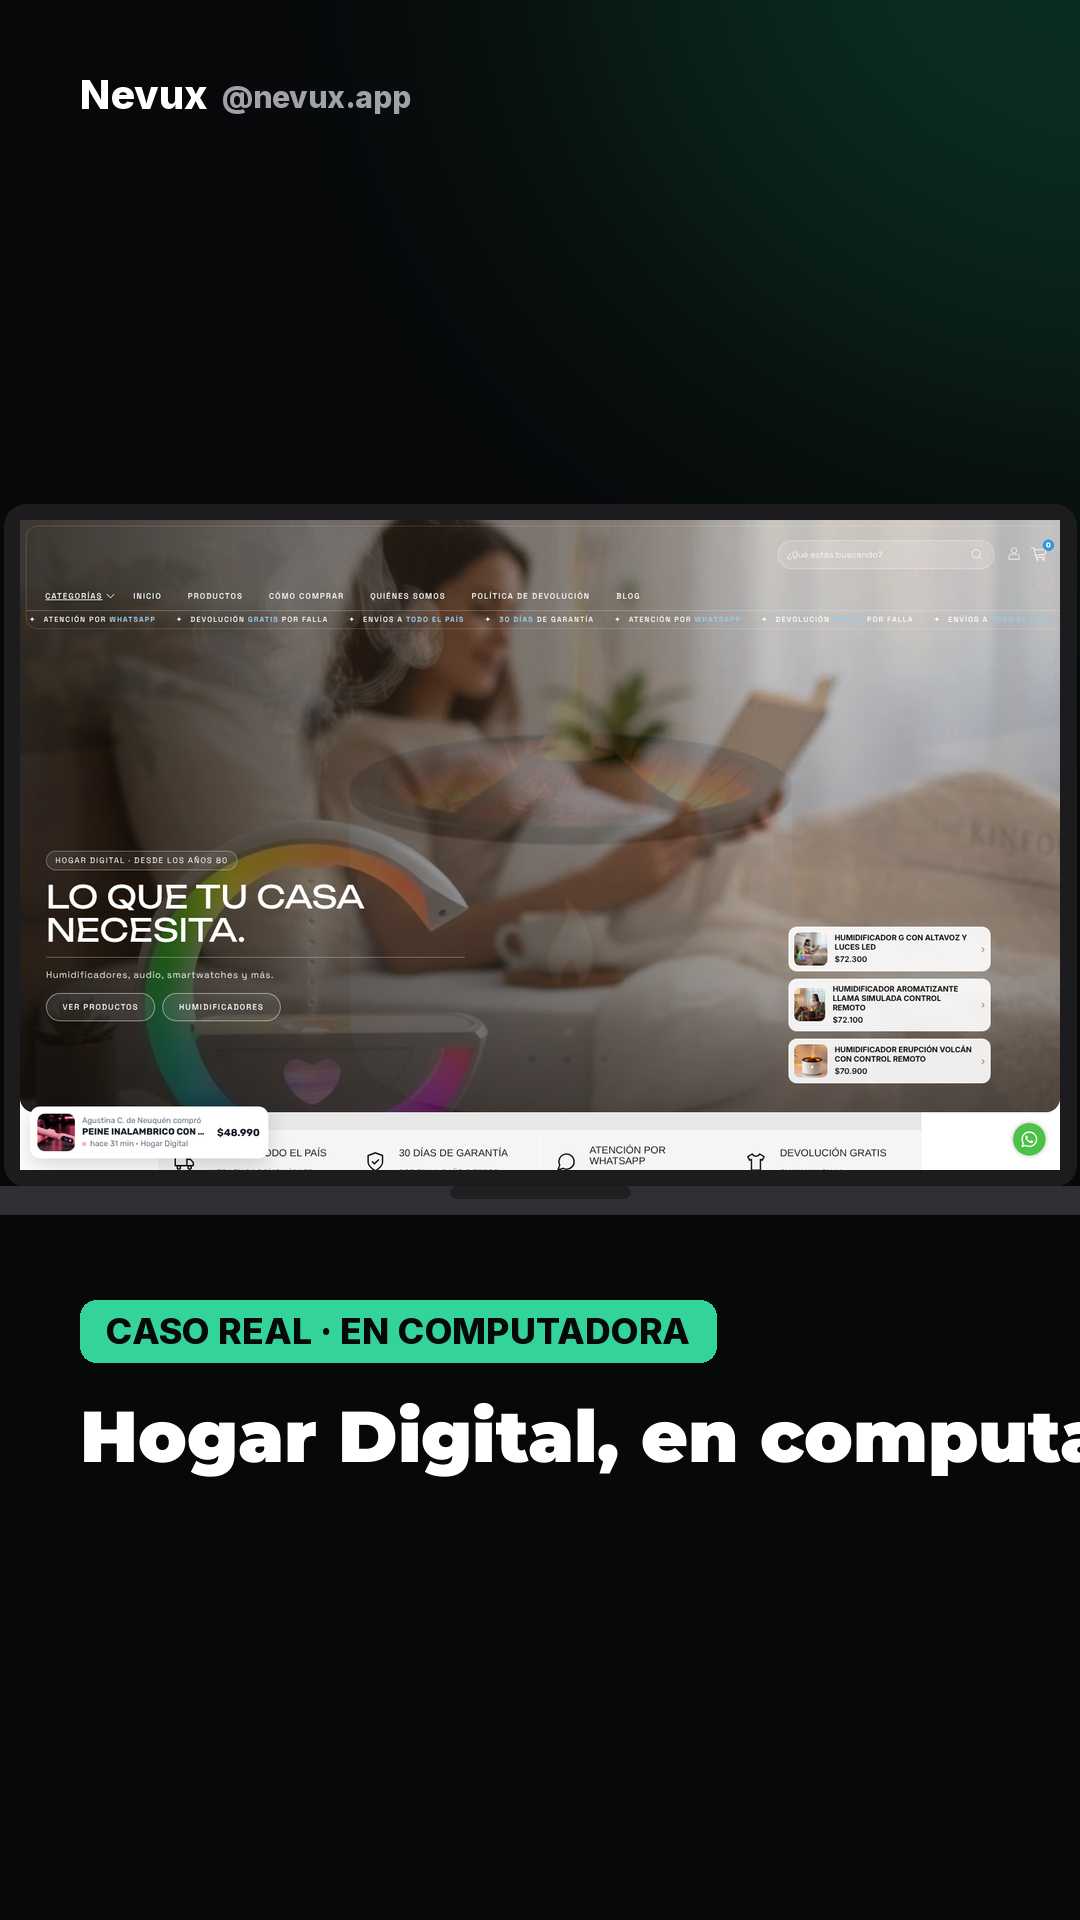 Nevux @nevux.app
¿Qué estás buscando?
0
CATEGORÍAS INICIO PRODUCTOS CÓMO COMPRAR QUIÉNES SOMOS POLÍTICA DE DEVOLUCIÓN BLOG
✦ ATENCIÓN POR WHATSAPP ✦ DEVOLUCIÓN GRATIS POR FALLA ✦ ENVÍOS A TODO EL PAÍS ✦ 30 DÍAS DE GARANTÍA ✦ ATENCIÓN POR WHATSAPP ✦ DEVOLUCIÓN POR FALLA ✦ ENVÍOS A
KINFO
HOGAR DIGITAL · DESDE LOS AÑOS 80
LO QUE TU CASA
NECESITA.
Humidificadores, audio, smartwatches y más.
VER PRODUCTOS HUMIDIFICADORES
HUMIDIFICADOR G CON ALTAVOZ Y
LUCES LED
$72.300
HUMIDIFICADOR AROMATIZANTE
LLAMA SIMULADA CONTROL
REMOTO
$72.100
HUMIDIFICADOR ERUPCIÓN VOLCÁN
CON CONTROL REMOTO
$70.900
Agustina C. de Neuquén compró
PEINE INALAMBRICO CON ...
$48.990
hace 31 min • Hogar Digital
ODO EL PAÍS
30 DÍAS DE GARANTÍA
ATENCIÓN POR
WHATSAPP
DEVOLUCIÓN GRATIS
CASO REAL · EN COMPUTADORA
Hogar Digital, en computa